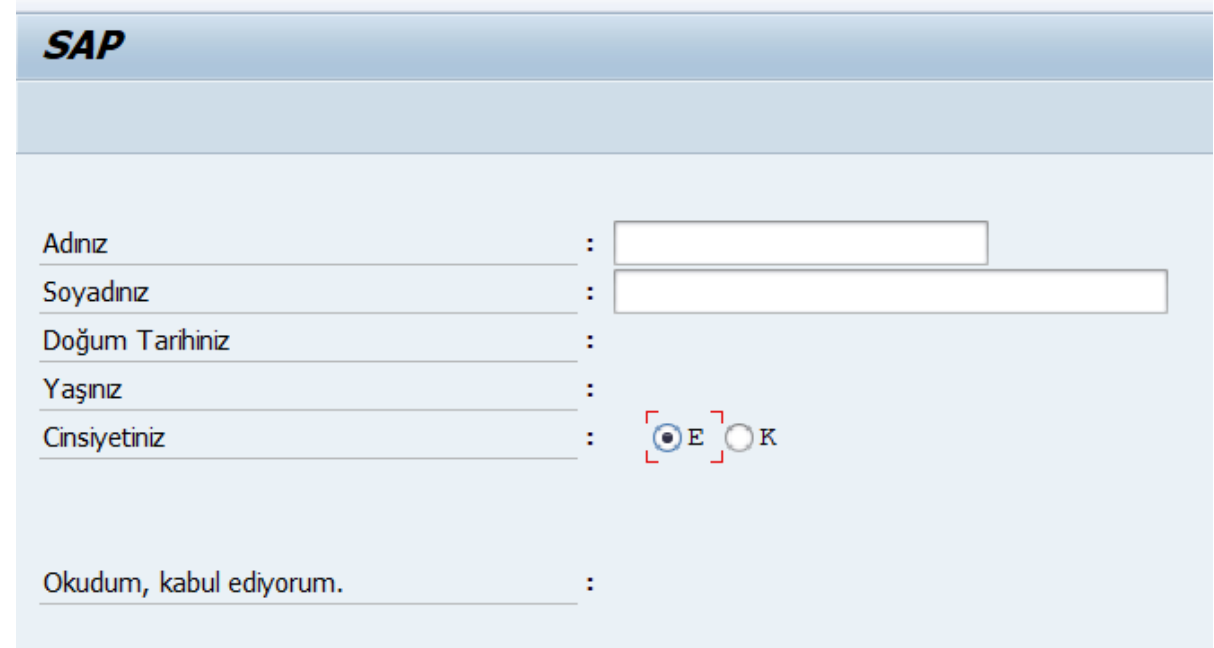 SAP
Adınız :
Soyadınız :
Doğum Tarihiniz :
Yaşınız :
Cinsiyetiniz : E K
Okudum, kabul ediyorum. :